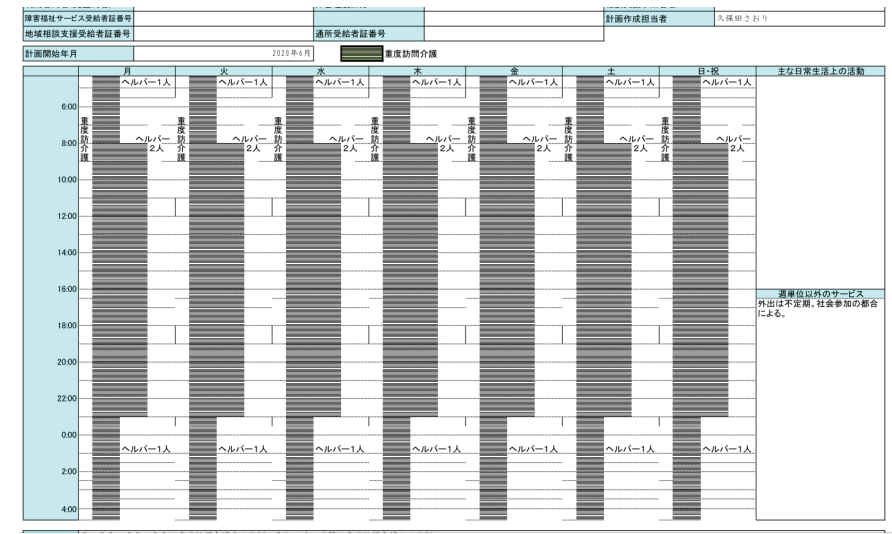 障害福祉サービス受給者証番号 計画作成担当者 久保田さおり
地域相談支援受給者証番号 通所受給者証番号
計画開始年月 2020年6月 重度訪問介護
月 火 水 木 金 土 日・祝 主な日常生活上の活動
ヘルパー1人 ヘルパー1人 ヘルパー1人 ヘルパー1人 ヘルパー1人 ヘルパー1人 ヘルパー1人
6:00
重度訪問介護 重度訪問介護 重度訪問介護 重度訪問介護 重度訪問介護 重度訪問介護 重度訪問介護
ヘルパー ヘルパー ヘルパー ヘルパー ヘルパー ヘルパー ヘルパー
8:00 2人 2人 2人 2人 2人 2人 2人
10:00
12:00
14:00
16:00
週単位以外のサービス
外出は不定期。社会参加の都合
による。
18:00
20:00
22:00
0:00
ヘルパー1人 ヘルパー1人 ヘルパー1人 ヘルパー1人 ヘルパー1人 ヘルパー1人 ヘルパー1人
2:00
4:00